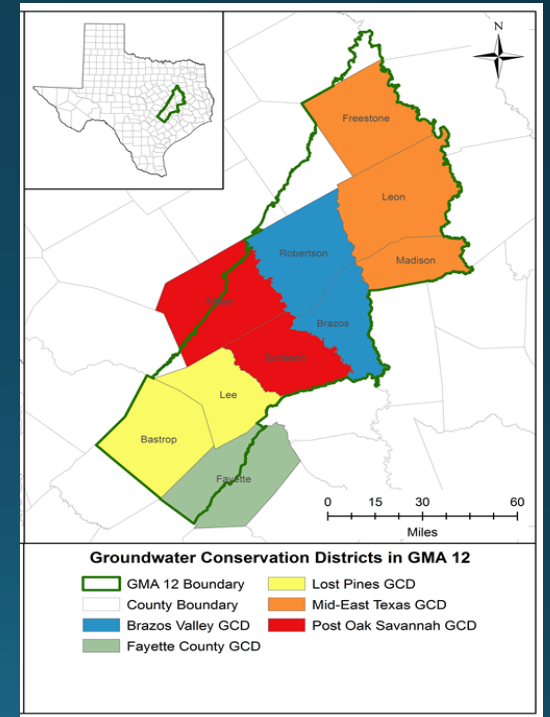 N
Freestone
Leon
Robertson
Madison
Milam
Brazos
Burleson
Lee
Bastrop
Fayette
0 15 30 60
Miles
Groundwater Conservation Districts in GMA 12
GMA 12 Boundary
Lost Pines GCD
County Boundary
Mid-East Texas GCD
Brazos Valley GCD
Post Oak Savannah GCD
Fayette County GCD